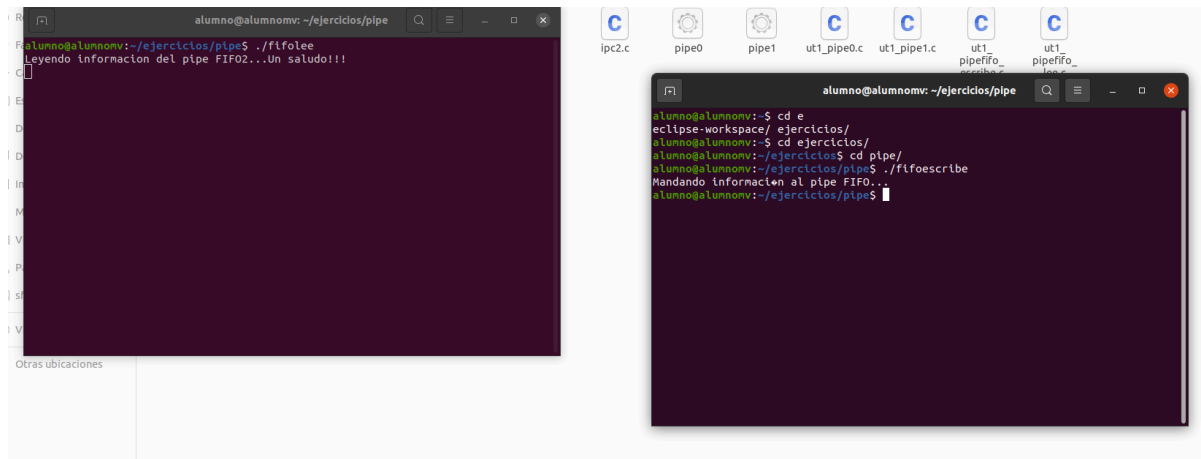 alumno@alumnomv: ~/ejercicios/pipe
alumno@alumnomv:~/ejercicios/pipe$ ./fifolee
Leyendo informacion del pipe FIFO2...Un saludo!!!
Otras ubicaciones
ipc2.c
pipe0
pipe1
ut1_pipe0.c
ut1_pipe1.c
ut1_
pipefifo_
escribe.c
ut1_
pipefifo_
lee.c
alumno@alumnomv: ~/ejercicios/pipe
alumno@alumnomv:~$ cd e
eclipse-workspace/ ejercicios/
alumno@alumnomv:~$ cd ejercicios/
alumno@alumnomv:~/ejercicios$ cd pipe/
alumno@alumnomv:~/ejercicios/pipe$ ./fifoescribe
Mandando informaci�n al pipe FIFO...
alumno@alumnomv:~/ejercicios/pipe$